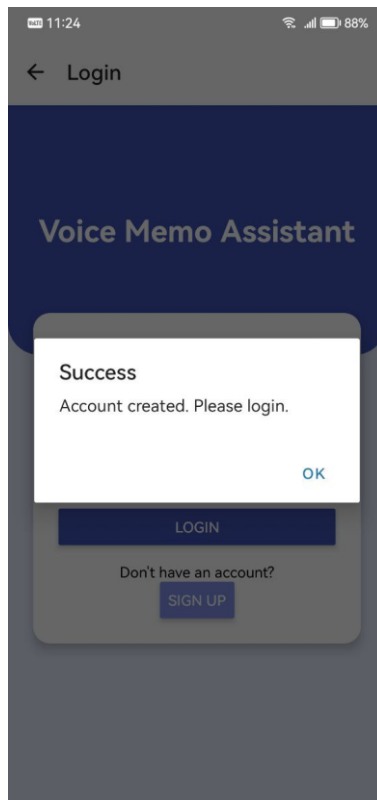 VoLTE 11:24 88%
Login
Voice Memo Assistant
Success
Account created. Please login.
OK
LOGIN
Don't have an account?
SIGN UP